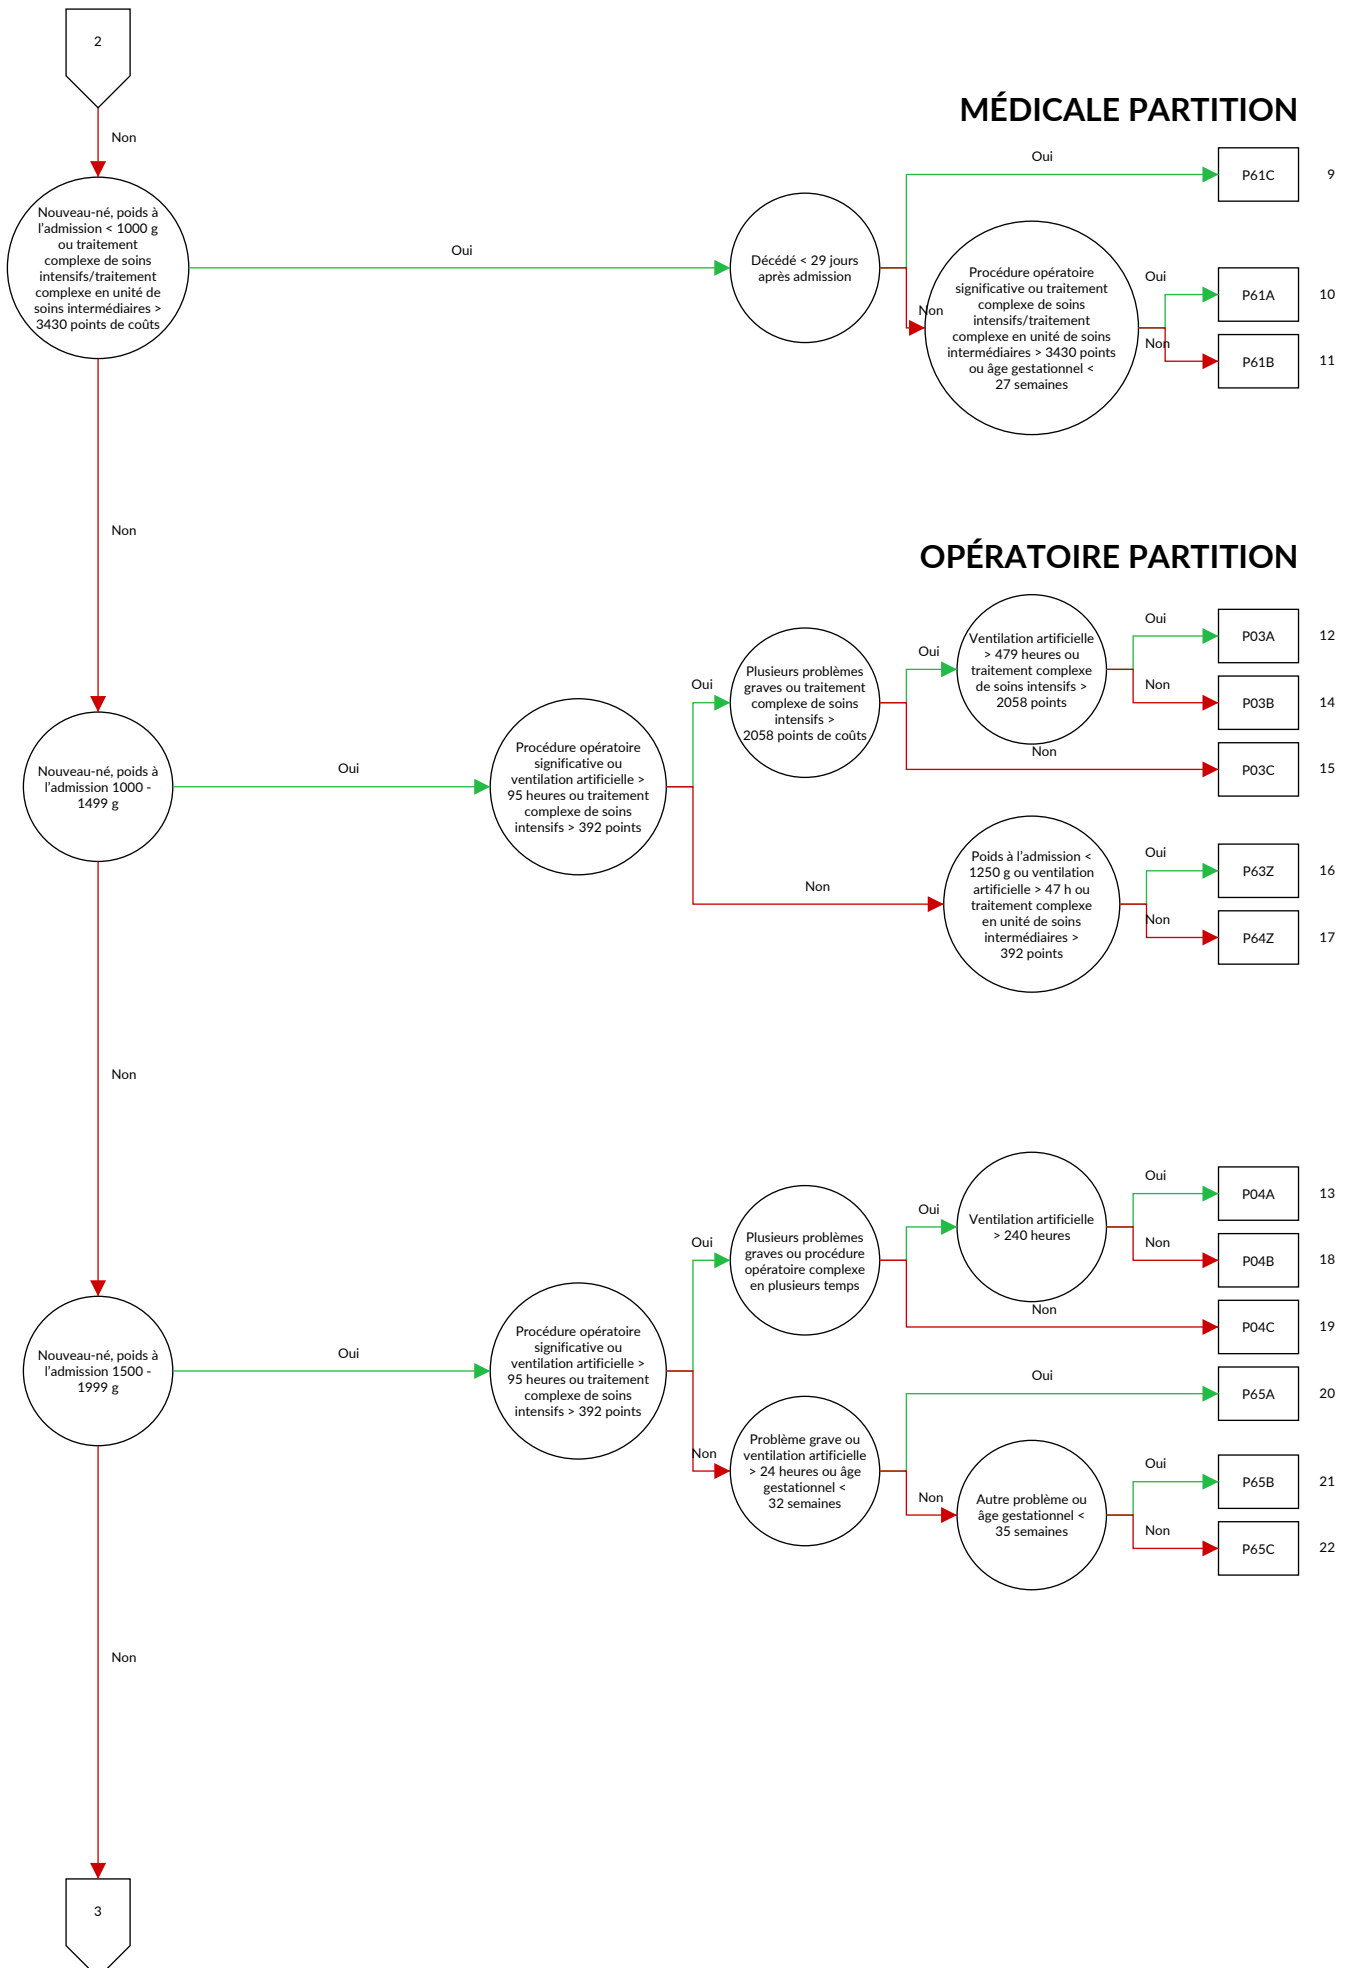 2
Non
MÉDICALE PARTITION
Nouveau-né, poids à
l'admission < 1000 g
ou traitement
complexe de soins
intensifs/traitement
complexe en unité de
soins intermédiaires >
3430 points de coûts
Oui
Décédé < 29 jours
après admission
Oui
P61C
9
Non
Procédure opératoire
significative ou traitement
complexe de soins
intensifs/traitement
complexe en unité de soins
intermédiaires > 3430 points
ou âge gestationnel <
27 semaines
Oui
P61A
10
Non
P61B
11
Non
OPÉRATOIRE PARTITION
Nouveau-né, poids à
l'admission 1000 -
1499 g
Oui
Procédure opératoire
significative ou
ventilation artificielle >
95 heures ou traitement
complexe de soins
intensifs > 392 points
Oui
Plusieurs problèmes
graves ou traitement
complexe de soins
intensifs >
2058 points de coûts
Oui
Ventilation artificielle
> 479 heures ou
traitement complexe
de soins intensifs >
2058 points
Oui
P03A
12
Non
P03B
14
Non
P03C
15
Non
Poids à l'admission <
1250 g ou ventilation
artificielle > 47 h ou
traitement complexe
en unité de soins
intermédiaires >
392 points
Oui
P63Z
16
Non
P64Z
17
Non
Nouveau-né, poids à
l'admission 1500 -
1999 g
Oui
Procédure opératoire
significative ou
ventilation artificielle >
95 heures ou traitement
complexe de soins
intensifs > 392 points
Oui
Plusieurs problèmes
graves ou procédure
opératoire complexe
en plusieurs temps
Oui
Ventilation artificielle
> 240 heures
Oui
P04A
13
Non
P04B
18
Non
P04C
19
Non
Problème grave ou
ventilation artificielle
> 24 heures ou âge
gestationnel <
32 semaines
Oui
P65A
20
Non
Autre problème ou
âge gestationnel <
35 semaines
Oui
P65B
21
Non
P65C
22
Non
3